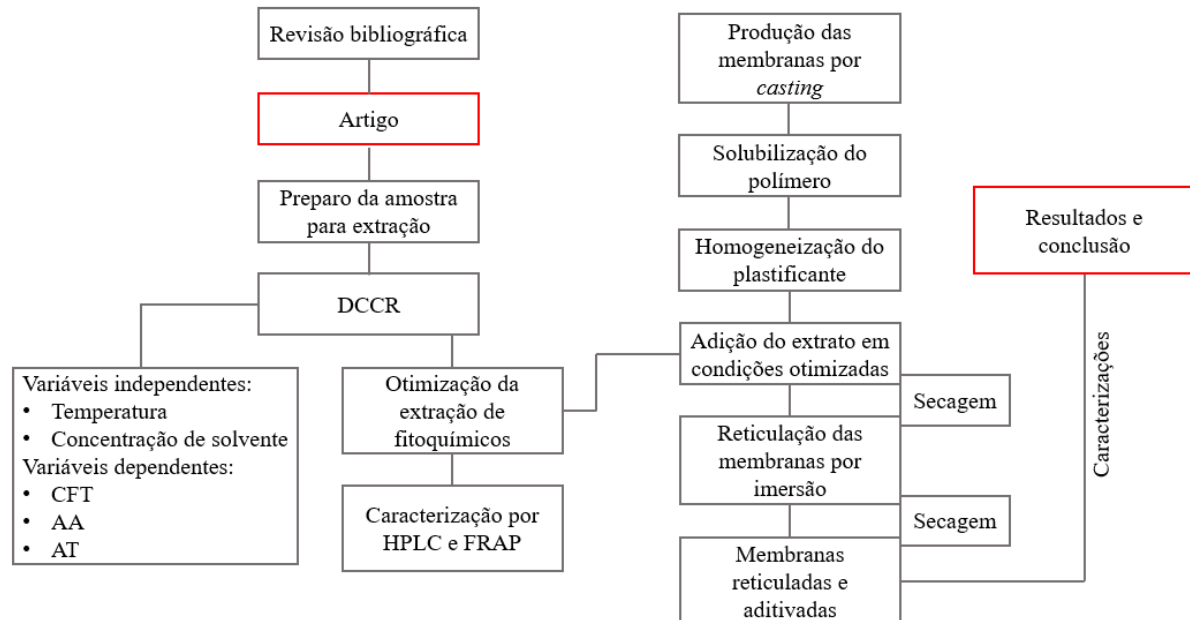 Revisão bibliográfica
Artigo
Preparo da amostra
para extração
DCCR
Variáveis independentes:
• Temperatura
• Concentração de solvente
Variáveis dependentes:
• CFT
• AA
• AT
Otimização da
extração de
fitoquímicos
Caracterização por
HPLC e FRAP
Produção das
membranas por
casting
Solubilização do
polímero
Homogeneização do
plastificante
Adição do extrato em
condições otimizadas
Secagem
Reticulação das
membranas por
imersão
Secagem
Membranas
reticuladas e
aditivadas
Caracterizações
Resultados e
conclusão